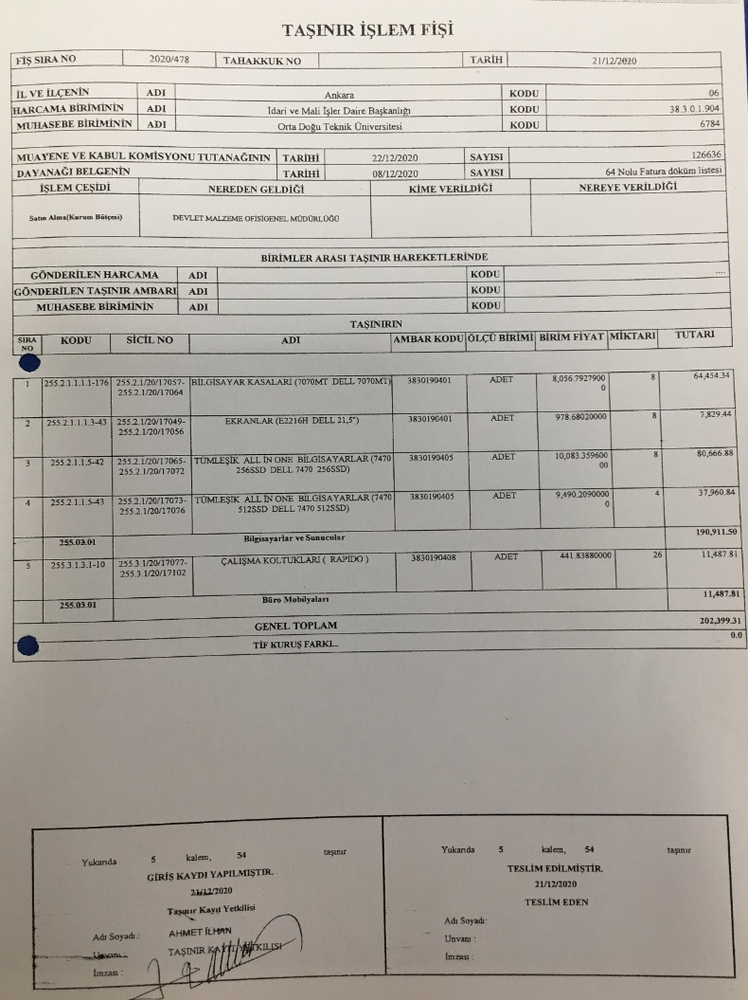 TAŞINIR İŞLEM FİŞİ
FİŞ SIRA NO 2020/478 TAHAKKUK NO TARİH 21/12/2020
İL VE İLÇENİN ADI Ankara KODU 06
HARCAMA BİRİMİNİN ADI İdari ve Mali İşler Daire Başkanlığı KODU 38.3.0.1.904
MUHASEBE BİRİMİNİN ADI Orta Doğu Teknik Üniversitesi KODU 6784
MUAYENE VE KABUL KOMİSYONU TUTANAĞININ TARİHİ 22/12/2020 SAYISI 126636
DAYANAĞI BELGENİN TARİHİ 08/12/2020 SAYISI 64 Nolu Fatura döküm listesi
İŞLEM ÇEŞİDİ NEREDEN GELDİĞİ KİME VERİLDİĞİ NEREYE VERİLDİĞİ
Satın Alma(Kurum Bütçesi) DEVLET MALZEME OFİSİGENEL MÜDÜRLÜĞÜ
BİRİMLER ARASI TAŞINIR HAREKETLERİNDE
GÖNDERİLEN HARCAMA ADI KODU ....
GÖNDERİLEN TAŞINIR AMBARI ADI KODU
MUHASEBE BİRİMİNİN ADI KODU
TAŞINIRIN
SIRA NO KODU SİCİL NO ADI AMBAR KODU ÖLÇÜ BİRİMİ BİRİM FİYAT MİKTARI TUTARI
1 255.2.1.1.1.1-176 255.2.1/20/17057- BİLGİSAYAR KASALARI (7070MT DELL 7070MT) 3830190401 ADET 8,056.7927900 8 64,454.34
255.2.1/20/17064 0
2 255.2.1.1.1.3-43 255.2.1/20/17049- EKRANLAR (E2216H DELL 21,5") 3830190401 ADET 978.68020000 8 7,829.44
255.2.1/20/17056
3 255.2.1.1.5-42 255.2.1/20/17065- TÜMLEŞİK ALL İN ONE BİLGİSAYARLAR (7470 3830190405 ADET 10,083.359600 8 80,666.88
255.2.1/20/17072 256SSD DELL 7470 256SSD) 00
4 255.2.1.1.5-43 255.2.1/20/17073- TÜMLEŞİK ALL İN ONE BİLGİSAYARLAR (7470 3830190405 ADET 9,490.2090000 4 37,960.84
255.2.1/20/17076 512SSD DELL 7470 512SSD) 0
255.02.01 Bilgisayarlar ve Sunucular 190,911.50
5 255.3.1.3.1-10 255.3.1/20/17077- ÇALIŞMA KOLTUKLARI ( RAPİDO ) 3830190408 ADET 441.83880000 26 11,487.81
255.3.1/20/17102
255.03.01 Büro Mobilyaları 11,487.81
GENEL TOPLAM 202,399.31
TİF KURUŞ FARKI... 0.0
Yukarıda 5 kalem, 54 taşınır
GİRİŞ KAYDI YAPILMIŞTIR.
21/12/2020
Taşınır Kayıt Yetkilisi
Adı Soyadı : AHMET İLHAN
Unvanı : TAŞINIR KAYIT YETKİLİSİ
İmzası :
Yukarıda 5 kalem, 54 taşınır
TESLİM EDİLMİŞTİR.
21/12/2020
TESLİM EDEN
Adı Soyadı:
Unvanı :
İmzası :